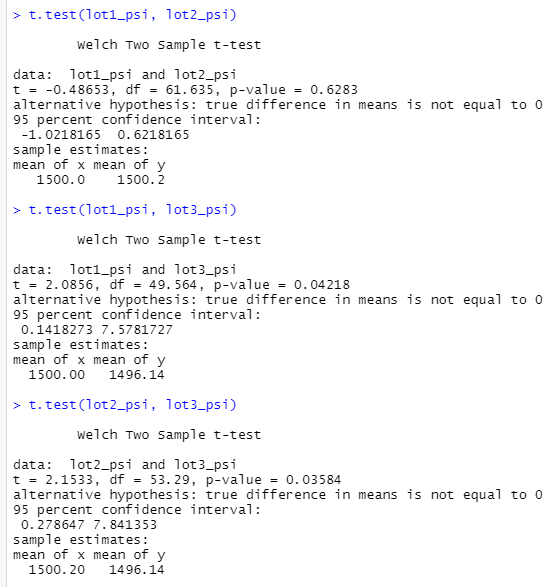 > t.test(lot1_psi, lot2_psi)
Welch Two Sample t-test
data:  lot1_psi and lot2_psi
t = -0.48653, df = 61.635, p-value = 0.6283
alternative hypothesis: true difference in means is not equal to 0
95 percent confidence interval:
-1.0218165  0.6218165
sample estimates:
mean of x mean of y
1500.0    1500.2
> t.test(lot1_psi, lot3_psi)
Welch Two Sample t-test
data:  lot1_psi and lot3_psi
t = 2.0856, df = 49.564, p-value = 0.04218
alternative hypothesis: true difference in means is not equal to 0
95 percent confidence interval:
0.1418273 7.5781727
sample estimates:
mean of x mean of y
1500.00   1496.14
> t.test(lot2_psi, lot3_psi)
Welch Two Sample t-test
data:  lot2_psi and lot3_psi
t = 2.1533, df = 53.29, p-value = 0.03584
alternative hypothesis: true difference in means is not equal to 0
95 percent confidence interval:
0.278647 7.841353
sample estimates:
mean of x mean of y
1500.20   1496.14